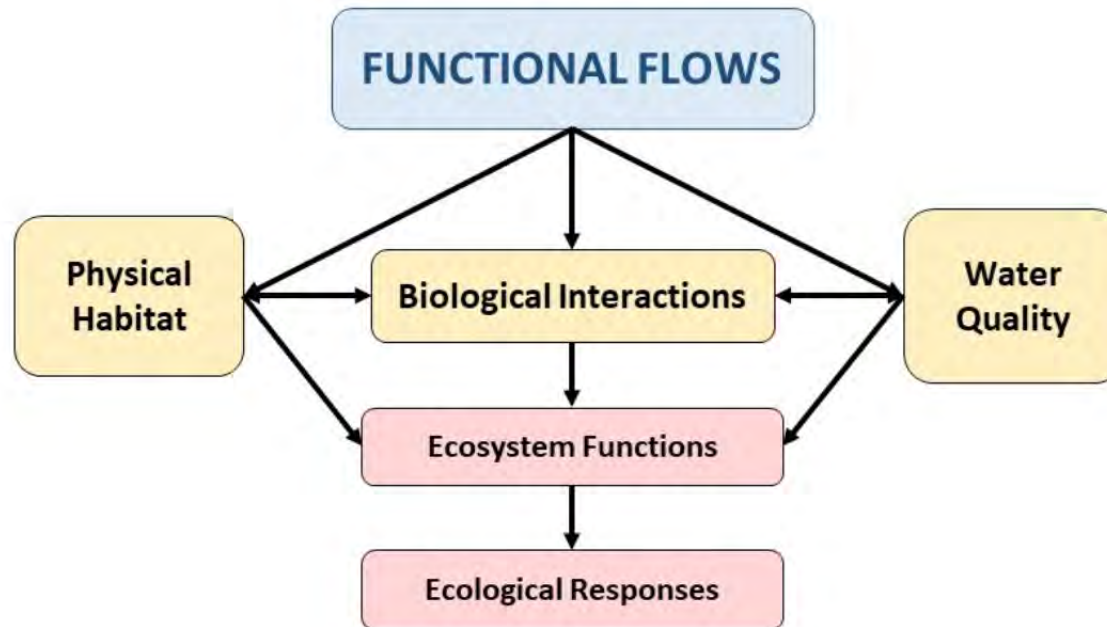 FUNCTIONAL FLOWS
Physical
Habitat
Biological Interactions
Water
Quality
Ecosystem Functions
Ecological Responses